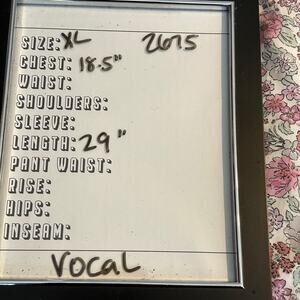 SIZE: XL 2675
CHEST: 18.5"
WAIST:
SHOULDERS:
SLEEVE:
LENGTH: 29"
PANT WAIST:
RISE:
HIPS:
INSEAM:
Vocal